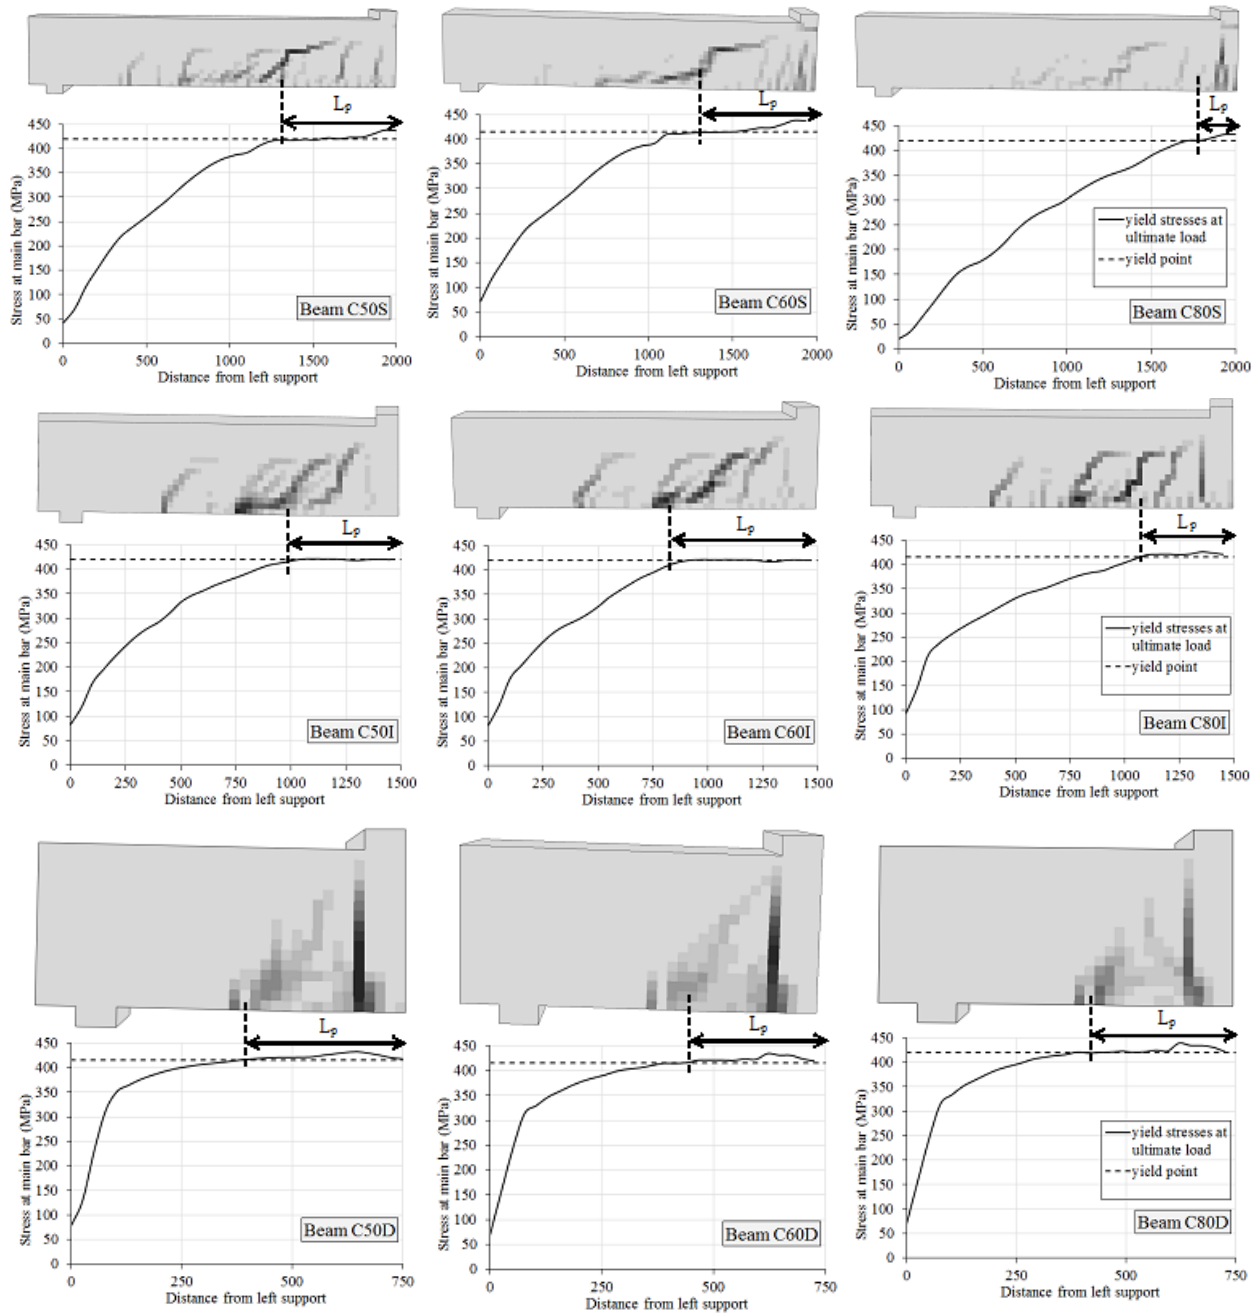 Lₚ
Lₚ
Lₚ
450
400
350
300
250
200
150
100
50
0
Stress at main bar (MPa)
Beam C50S
0 500 1000 1500 2000
Distance from left support
450
400
350
300
250
200
150
100
50
0
Stress at main bar (MPa)
Beam C60S
0 500 1000 1500 2000
Distance from left support
450
400
350
300
250
200
150
100
50
0
Stress at main bar (MPa)
yield stresses at
ultimate load
yield point
Beam C80S
0 500 1000 1500 2000
Distance from left support
Lₚ
Lₚ
Lₚ
450
400
350
300
250
200
150
100
50
0
Stress at main bar (MPa)
Beam C50I
0 250 500 750 1000 1250 1500
Distance from left support
450
400
350
300
250
200
150
100
50
0
Stress at main bar (MPa)
Beam C60I
0 250 500 750 1000 1250 1500
Distance from left support
450
400
350
300
250
200
150
100
50
0
Stress at main bar (MPa)
yield stresses at
ultimate load
yield point
Beam C80I
0 250 500 750 1000 1250 1500
Distance from left support
Lₚ
Lₚ
Lₚ
450
400
350
300
250
200
150
100
50
0
Stress at main bar (MPa)
Beam C50D
0 250 500 750
Distance from left support
450
400
350
300
250
200
150
100
50
0
Stress at main bar (MPa)
Beam C60D
0 250 500 750
Distance from left support
450
400
350
300
250
200
150
100
50
0
Stress at main bar (MPa)
yield stresses at
ultimate load
yield point
Beam C80D
0 250 500 750
Distance from left support